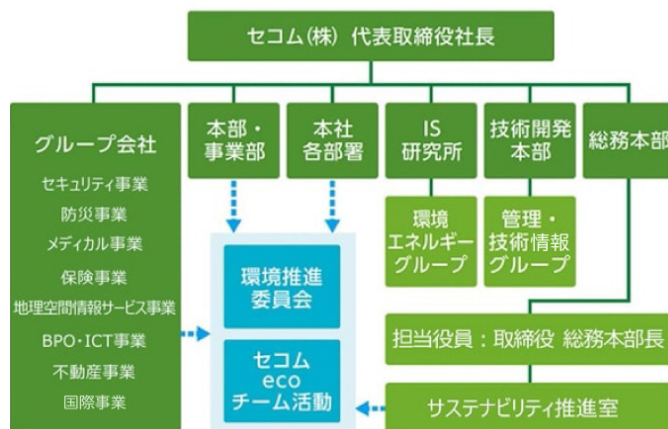 セコム(株) 代表取締役社長
グループ会社
セキュリティ事業
防災事業
メディカル事業
保険事業
地理空間情報サービス事業
BPO・ICT事業
不動産事業
国際事業
本部・
事業部
本社
各部署
IS
研究所
技術開発
本部
総務本部
環境
エネルギー
グループ
管理・
技術情報
グループ
環境推進
委員会
セコム
eco
チーム活動
担当役員：取締役 総務本部長
サステナビリティ推進室